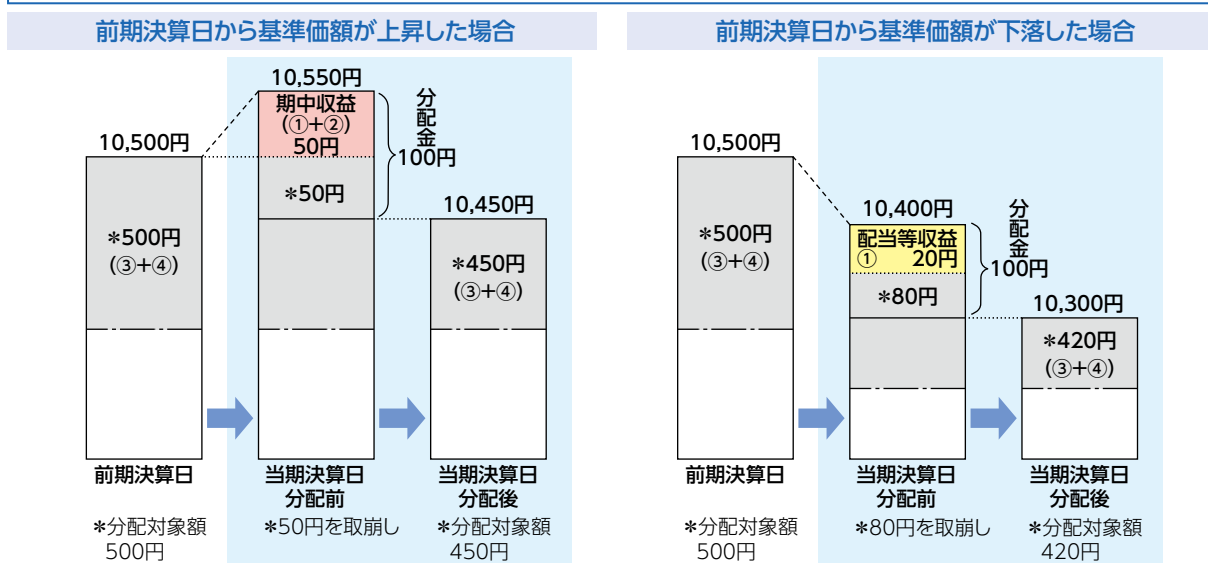 前期決算日から基準価額が上昇した場合
10,500円
*500円
(③+④)
前期決算日
*分配対象額
500円
10,550円
期中収益
(①+②)
50円
*50円
分配金
100円
当期決算日
分配前
*50円を取崩し
10,450円
*450円
(③+④)
当期決算日
分配後
*分配対象額
450円
前期決算日から基準価額が下落した場合
10,500円
*500円
(③+④)
前期決算日
*分配対象額
500円
10,400円
配当等収益
① 20円
*80円
分配金
100円
当期決算日
分配前
*80円を取崩し
10,300円
*420円
(③+④)
当期決算日
分配後
*分配対象額
420円